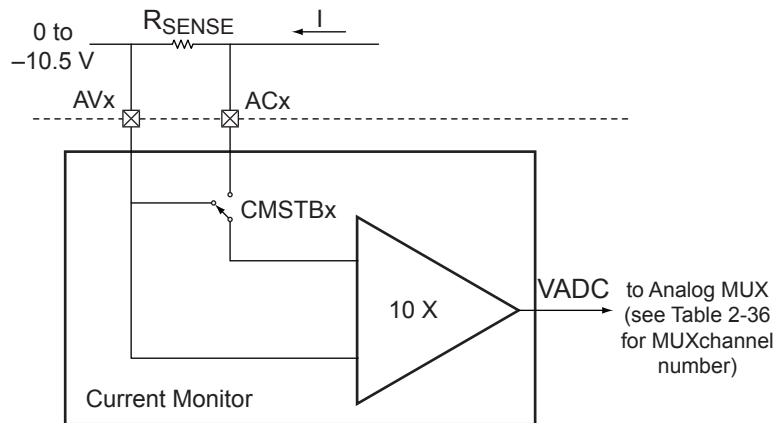 0 to
–10.5 V
RSENSE
I
AVx
ACx
CMSTBx
10 X
VADC
to Analog MUX
(see Table 2-36
for MUXchannel
number)
Current Monitor